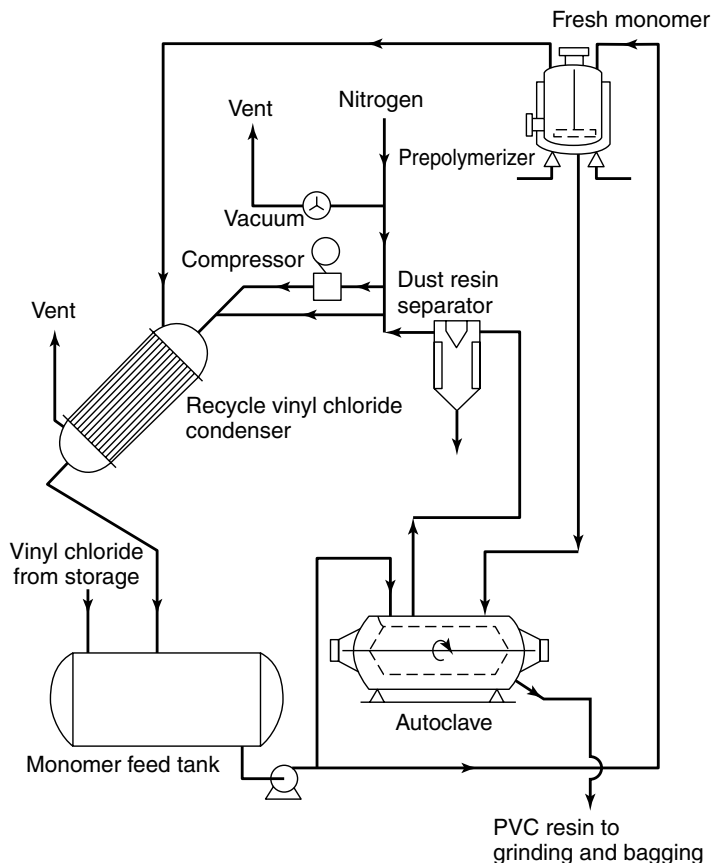 Fresh monomer
Nitrogen
Vent
Prepolymerizer
Vacuum
Compressor
Dust resin
separator
Vent
Recycle vinyl chloride
condenser
Vinyl chloride
from storage
Autoclave
Monomer feed tank
PVC resin to
grinding and bagging